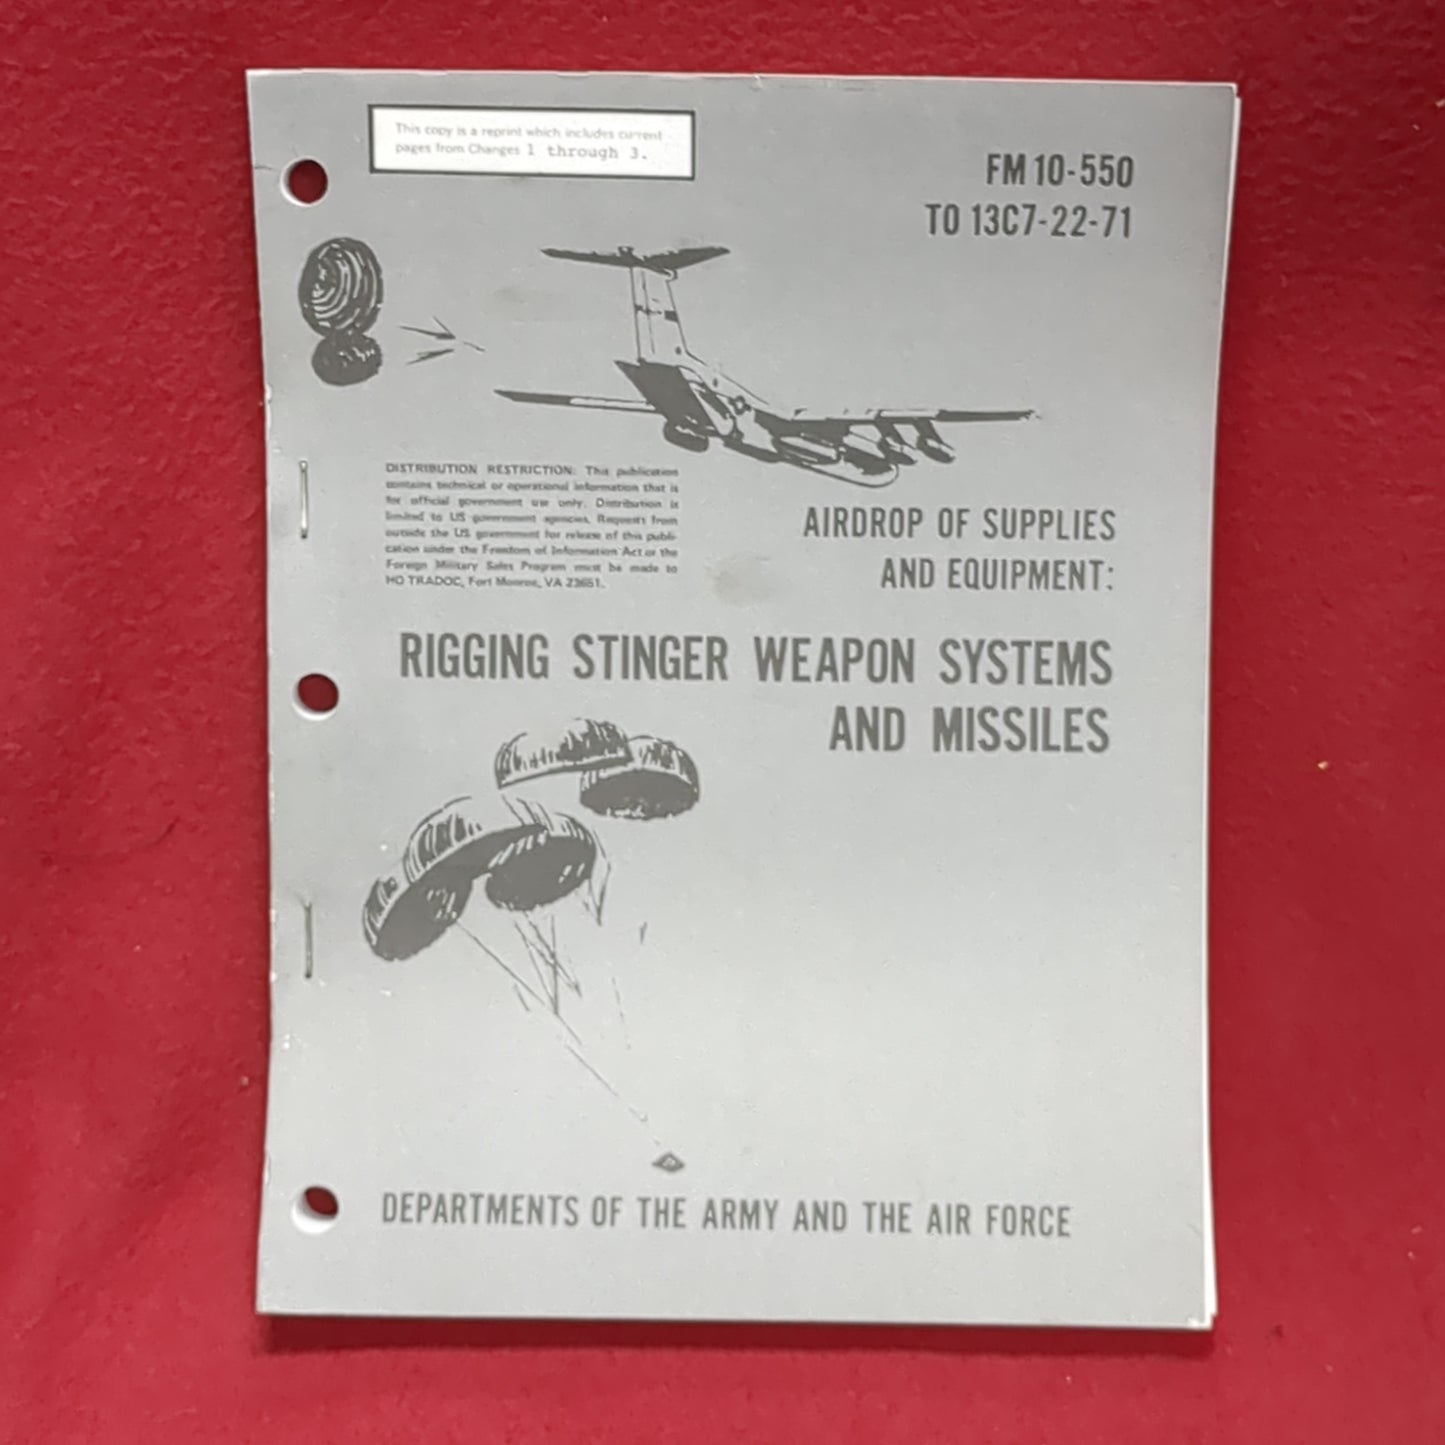 This copy is a reprint which includes current
pages from Changes 1 through 3.
FM 10-550
TO 13C7-22-71
DISTRIBUTION RESTRICTION: This publication
contains technical or operational information that is
for official government use only. Distribution is
limited to US government agencies. Requests from
outside the US government for release of this publi-
cation under the Freedom of Information Act or the
Foreign Military Sales Program must be made to
HQ TRADOC, Fort Monroe, VA 23651.
AIRDROP OF SUPPLIES
AND EQUIPMENT:
RIGGING STINGER WEAPON SYSTEMS
AND MISSILES
DEPARTMENTS OF THE ARMY AND THE AIR FORCE